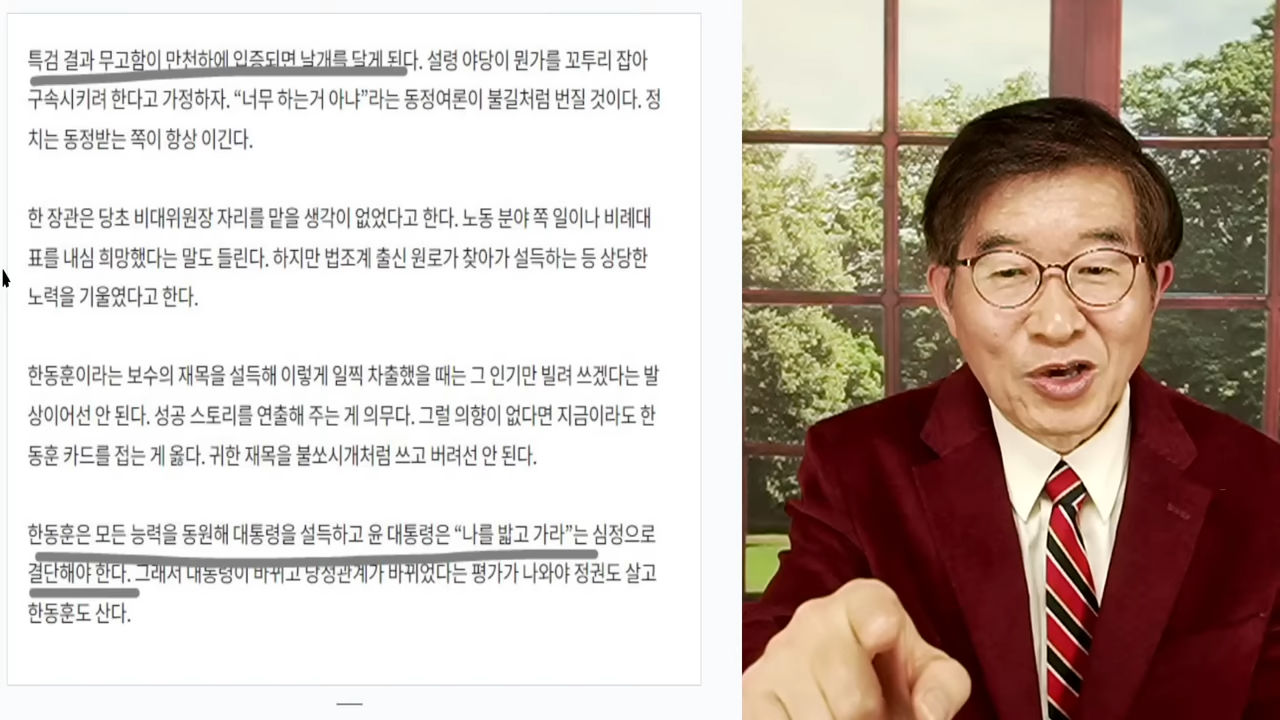 특검 결과 무고함이 만천하에 입증되면 날개를 달게 된다. 설령 야당이 뭔가를 꼬투리 잡아
구속시키려 한다고 가정하자. “너무 하는거 아냐”라는 동정여론이 불길처럼 번질 것이다. 정
치는 동정받는 쪽이 항상 이긴다.
한 장관은 당초 비대위원장 자리를 맡을 생각이 없었다고 한다. 노동 분야 쪽 일이나 비례대
표를 내심 희망했다는 말도 들린다. 하지만 법조계 출신 원로가 찾아가 설득하는 등 상당한
노력을 기울였다고 한다.
한동훈이라는 보수의 재목을 설득해 이렇게 일찍 차출했을 때는 그 인기만 빌려 쓰겠다는 발
상이어선 안 된다. 성공 스토리를 연출해 주는 게 의무다. 그럴 의향이 없다면 지금이라도 한
동훈 카드를 접는 게 옳다. 귀한 재목을 불쏘시개처럼 쓰고 버려선 안 된다.
한동훈은 모든 능력을 동원해 대통령을 설득하고 윤 대통령은 “나를 밟고 가라”는 심정으로
결단해야 한다. 그래서 대통령이 바뀌고 당정관계가 바뀌었다는 평가가 나와야 정권도 살고
한동훈도 산다.